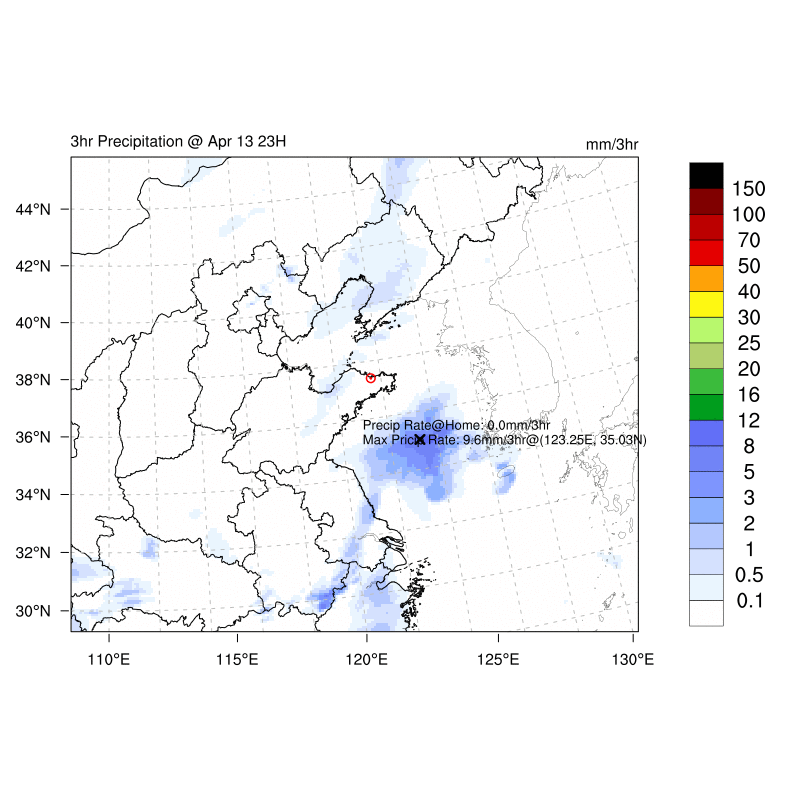 3hr Precipitation @ Apr 13 23H
mm/3hr
44°N
42°N
40°N
38°N
36°N
34°N
32°N
30°N
110°E
115°E
120°E
125°E
130°E
Precip Rate@Home: 0.0mm/3hr
Max Precip Rate: 9.6mm/3hr@(123.25E, 35.03N)
150
100
70
50
40
30
25
20
16
12
8
5
3
2
1
0.5
0.1